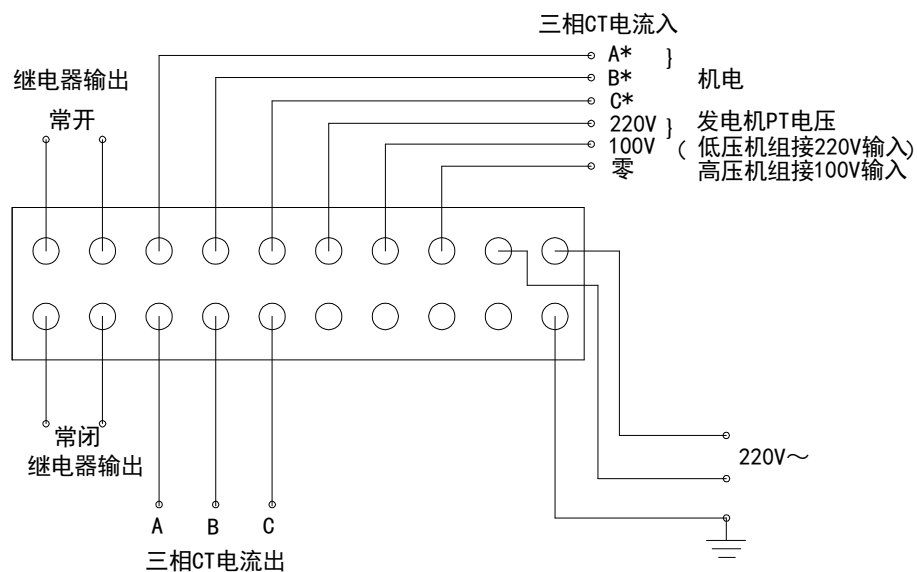 三相CT电流入
A* }
B* 机电
C*
220V } 发电机PT电压
100V ( 低压机组接220V输入)
零 高压机组接100V输入
继电器输出
常开
常闭
继电器输出
220V～
A B C
三相CT电流出